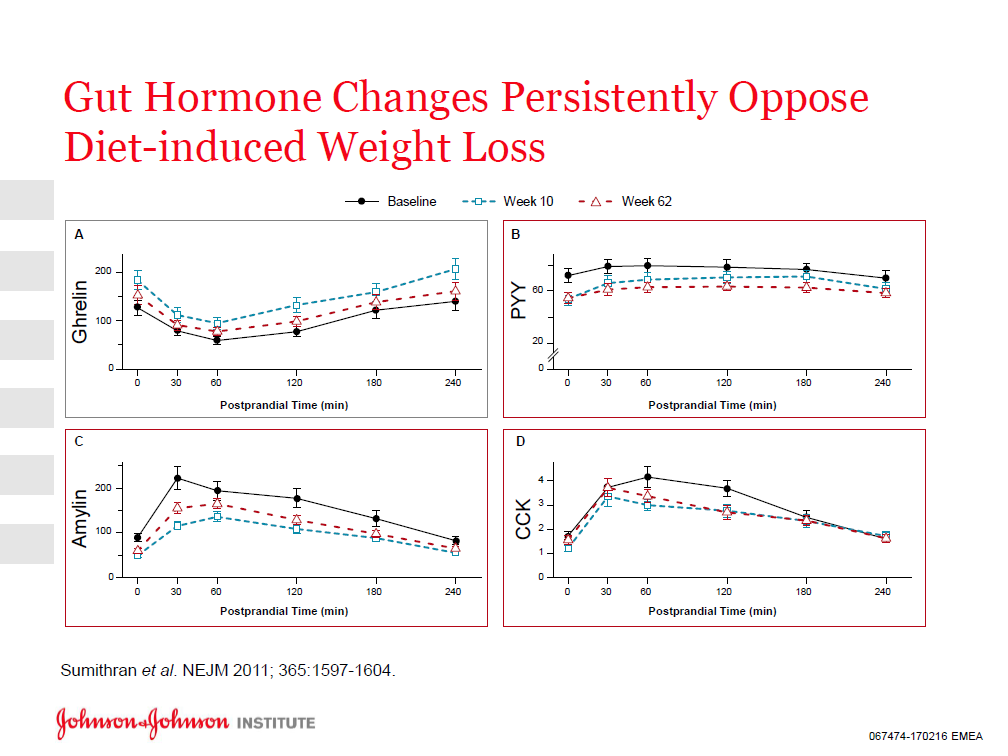 Gut Hormone Changes Persistently Oppose
Diet-induced Weight Loss
Baseline Week 10 Week 62
A
Ghrelin
200
100
0
0 30 60 120 180 240
Postprandial Time (min)
B
PYY
60
20
0
0 30 60 120 180 240
Postprandial Time (min)
C
Amylin
200
100
0
0 30 60 120 180 240
Postprandial Time (min)
D
CCK
4
3
2
1
0
0 30 60 120 180 240
Postprandial Time (min)
Sumithran et al. NEJM 2011; 365:1597-1604.
Johnson & Johnson INSTITUTE
067474-170216 EMEA